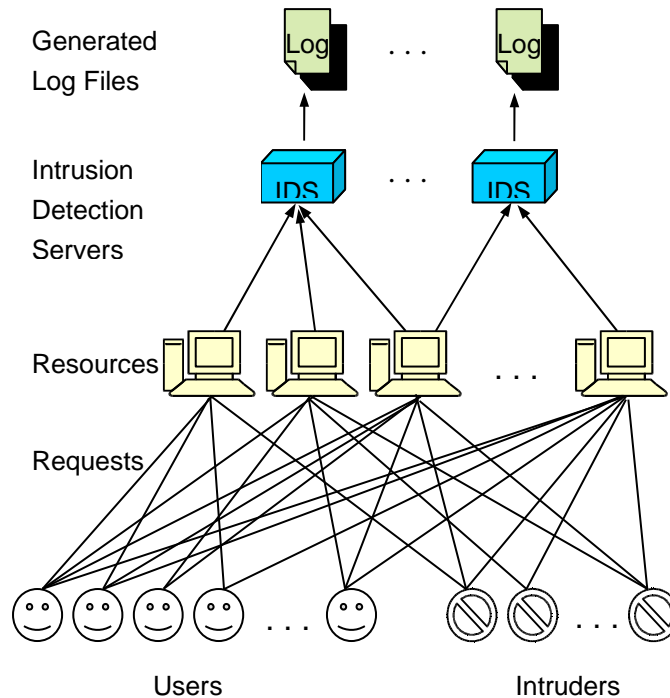 Generated
Log Files
Log
. . .
Log
Intrusion
Detection
Servers
IDS
. . .
IDS
Resources
. . .
Requests
. . .
. . .
Users
Intruders